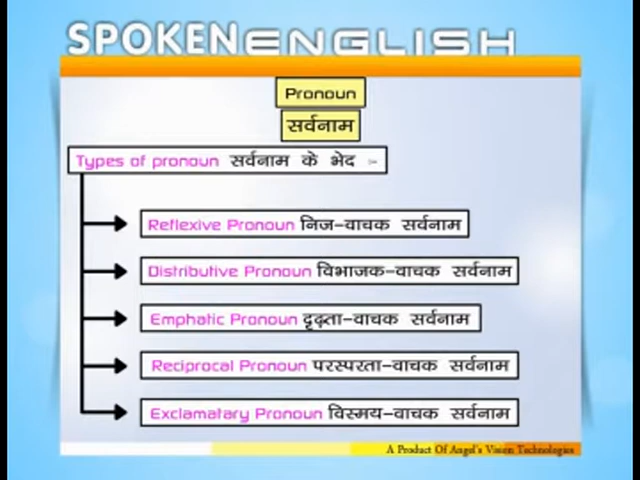 SPOKEN ENGLISH
Pronoun
सर्वनाम
Types of pronoun सर्वनाम के भेद :-
Reflexive Pronoun निज-वाचक सर्वनाम
Distributive Pronoun विभाजक-वाचक सर्वनाम
Emphatic Pronoun दृढ़ता-वाचक सर्वनाम
Reciprocal Pronoun परस्परता-वाचक सर्वनाम
Exclamatary Pronoun विस्मय-वाचक सर्वनाम
A Product Of Angel's Vision Technologies